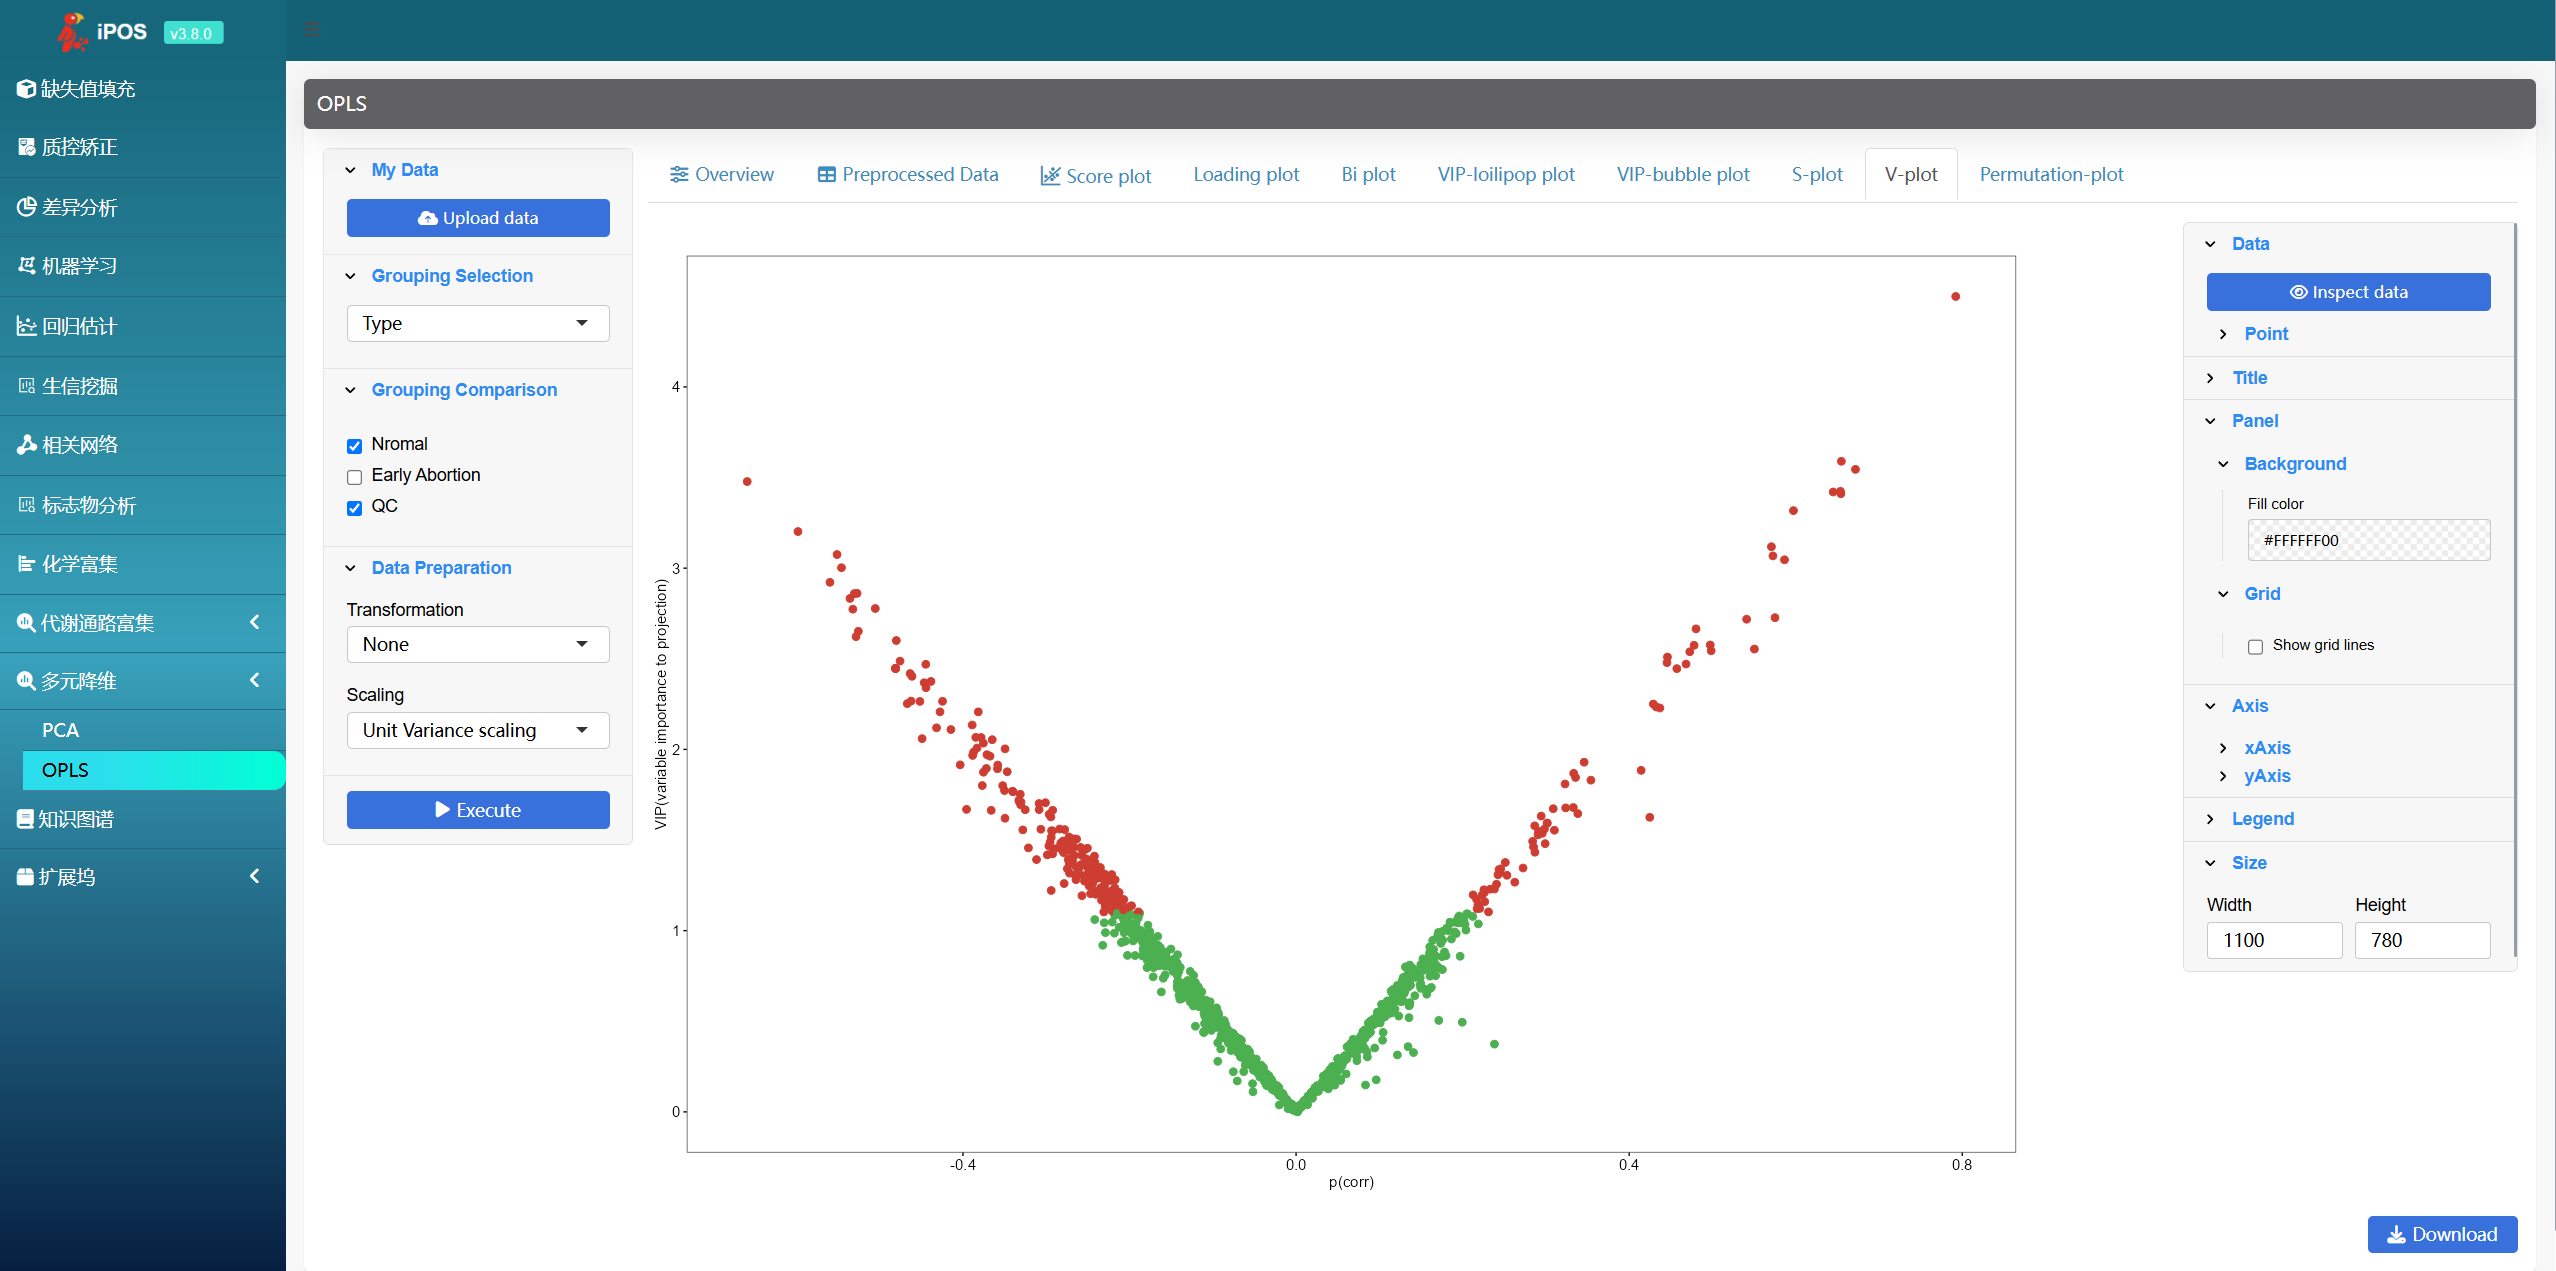 iPOS v3.8.0
缺失值填充
质控矫正
差异分析
机器学习
回归估计
生信挖掘
相关网络
标志物分析
化学富集
代谢通路富集
多元降维
PCA
OPLS
知识图谱
扩展坞
OPLS
My Data
Upload data
Grouping Selection
Type
Grouping Comparison
Nromal
Early Abortion
QC
Data Preparation
Transformation
None
Scaling
Unit Variance scaling
Execute
Overview Preprocessed Data Score plot Loading plot Bi plot VIP-loilipop plot VIP-bubble plot S-plot V-plot Permutation-plot
VIP(variable importance to projection)
4
3
2
1
0
-0.4 0.0 0.4 0.8
p(corr)
Data
Inspect data
Point
Title
Panel
Background
Fill color
#FFFFFF00
Grid
Show grid lines
Axis
xAxis
yAxis
Legend
Size
Width Height
1100 780
Download